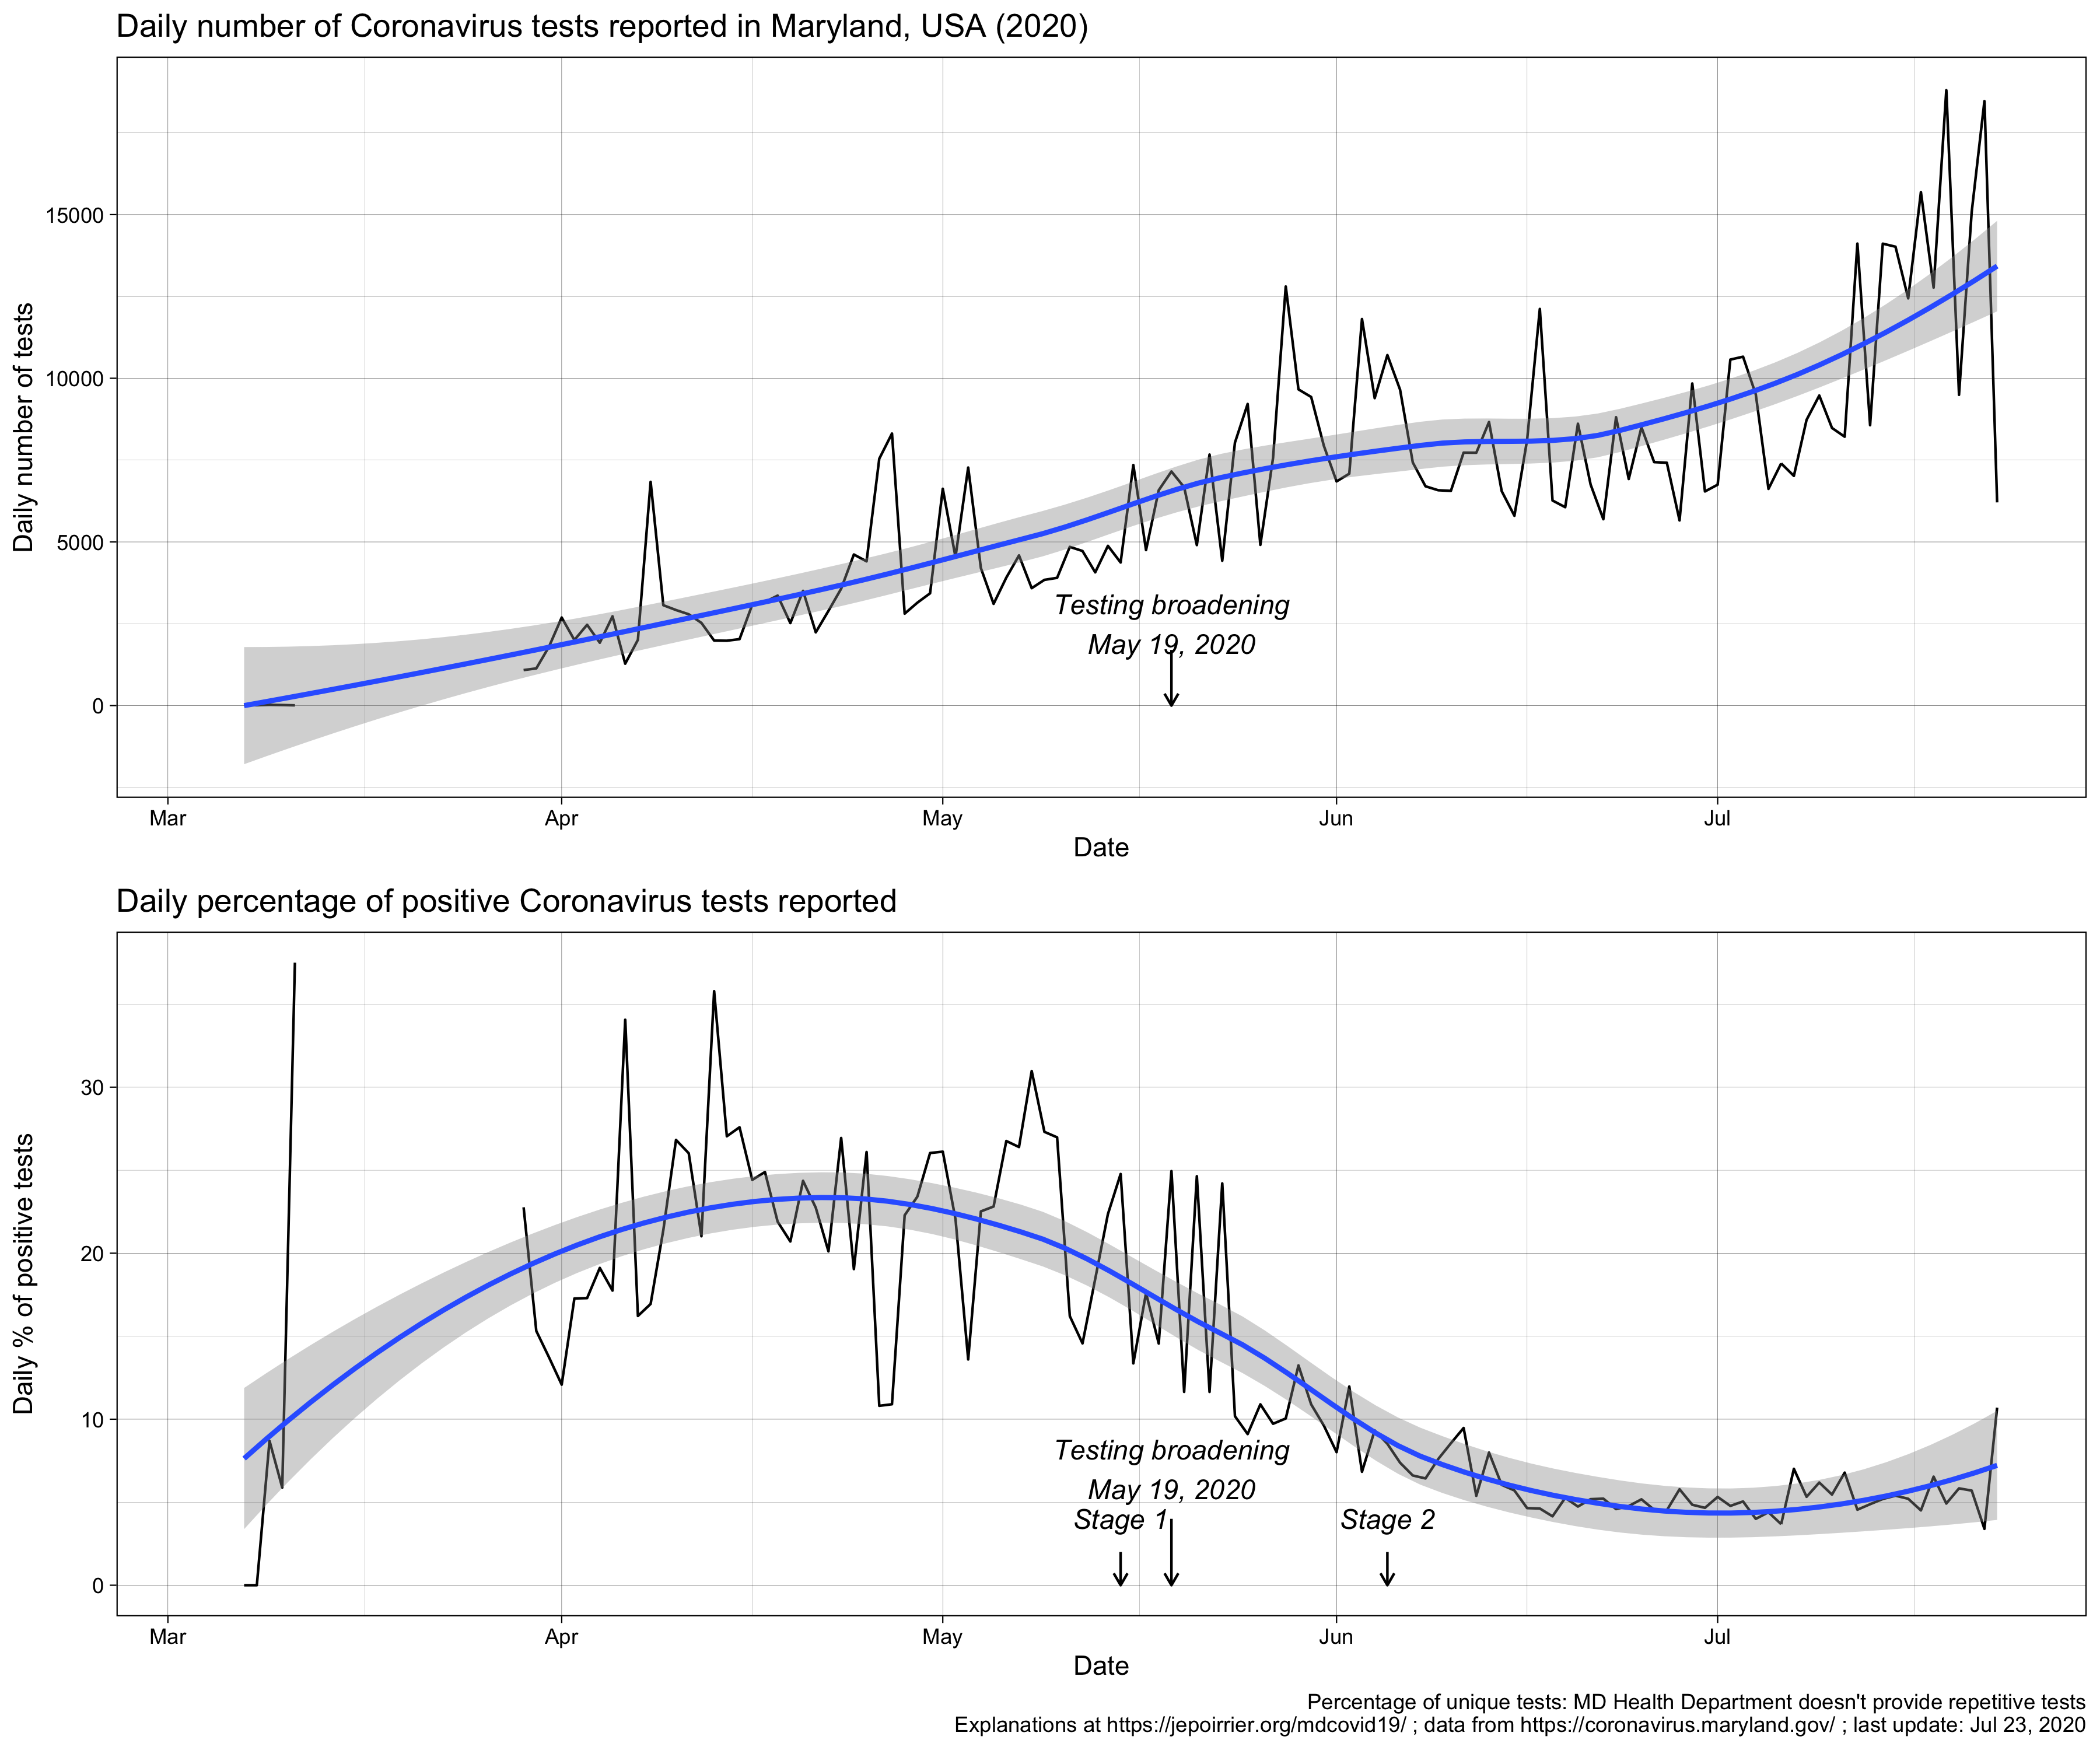 Daily number of Coronavirus tests reported in Maryland, USA (2020)
Daily number of tests
15000
10000
5000
0
Testing broadening
May 19, 2020
Mar
Apr
May
Jun
Jul
Date
Daily percentage of positive Coronavirus tests reported
Daily % of positive tests
30
20
10
0
Testing broadening
May 19, 2020
Stage 1
Stage 2
Mar
Apr
May
Jun
Jul
Date
Percentage of unique tests: MD Health Department doesn't provide repetitive tests
Explanations at https://jepoirrier.org/mdcovid19/ ; data from https://coronavirus.maryland.gov/ ; last update: Jul 23, 2020